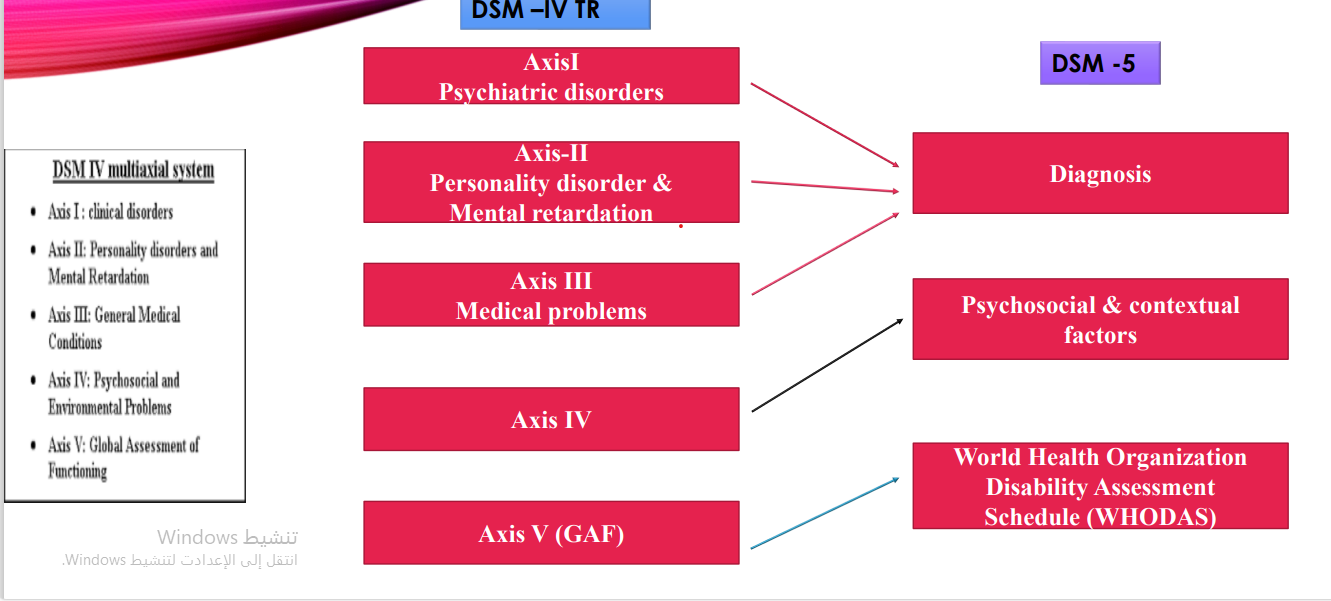 DSM –IV TR
DSM -5
AxisI
Psychiatric disorders
Axis-II
Personality disorder &
Mental retardation
Axis III
Medical problems
Axis IV
Axis V (GAF)
Diagnosis
Psychosocial & contextual
factors
World Health Organization
Disability Assessment
Schedule (WHODAS)
DSM IV multiaxial system
• Axis I : clinical disorders
• Axis II: Personality disorders and
Mental Retardation
• Axis III: General Medical
Conditions
• Axis IV: Psychosocial and
Environmental Problems
• Axis V: Global Assessment of
Functioning
تنشيط Windows
انتقل إلى الإعدادت لتنشيط Windows.